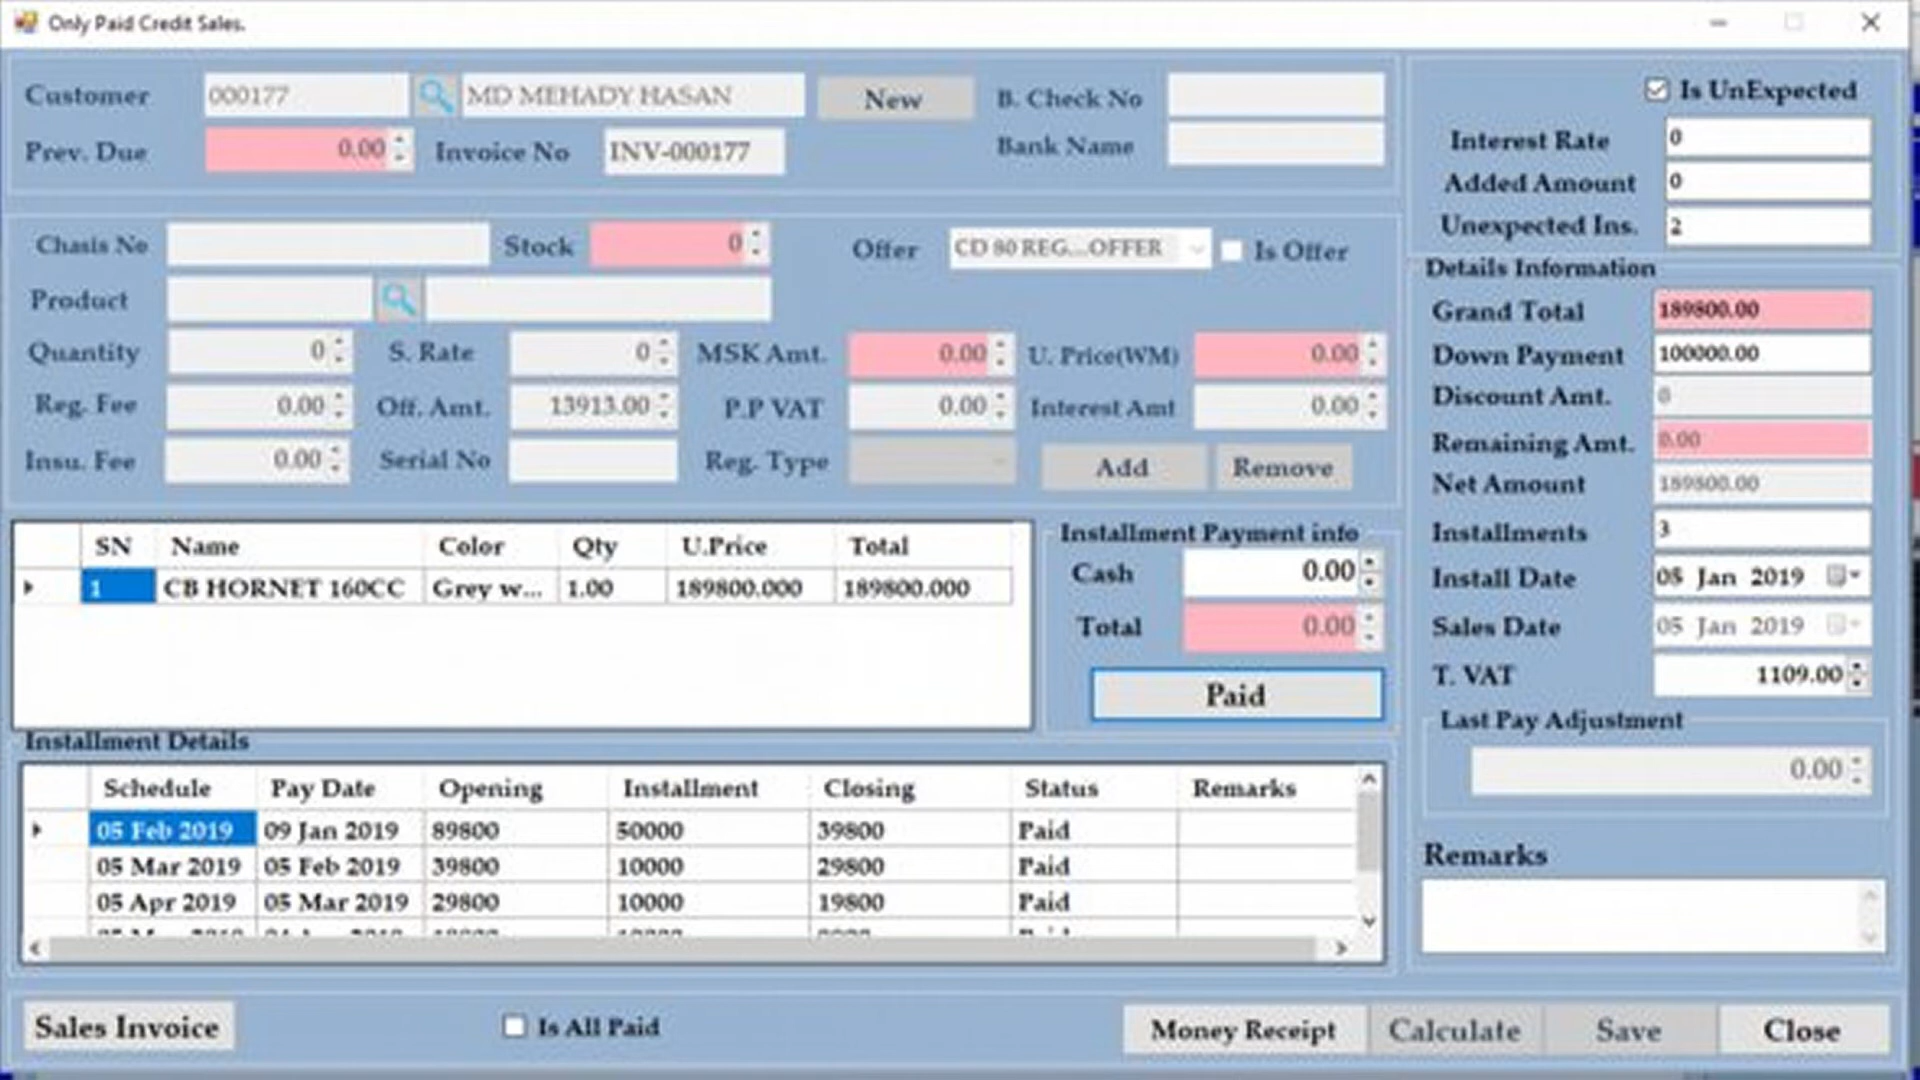 Only Paid Credit Sales.
Customer 000177 MD MEHADY HASAN New B. Check No
Prev. Due 0.00 Invoice No INV-000177 Bank Name
Is UnExpected
Interest Rate 0
Added Amount 0
Unexpected Ins. 2
Chasis No Stock 0 Offer CD 80 REG...OFFER Is Offer
Product
Quantity 0 S. Rate 0 MSK Amt. 0.00 U. Price(WM) 0.00
Reg. Fee 0.00 Off. Amt. 13913.00 P.P VAT 0.00 Interest Amt 0.00
Insu. Fee 0.00 Serial No Reg. Type Add Remove
Details Information
Grand Total 189800.00
Down Payment 100000.00
Discount Amt. 0
Remaining Amt. 0.00
Net Amount 189800.00
Installments 3
Install Date 05 Jan 2019
Sales Date 05 Jan 2019
T. VAT 1109.00
Last Pay Adjustment
0.00
Remarks
SN Name Color Qty U.Price Total
1 CB HORNET 160CC Grey w... 1.00 189800.000 189800.000
Installment Payment info
Cash 0.00
Total 0.00
Paid
Installment Details
Schedule Pay Date Opening Installment Closing Status Remarks
05 Feb 2019 09 Jan 2019 89800 50000 39800 Paid
05 Mar 2019 05 Feb 2019 39800 10000 29800 Paid
05 Apr 2019 05 Mar 2019 29800 10000 19800 Paid
Sales Invoice Is All Paid Money Receipt Calculate Save Close